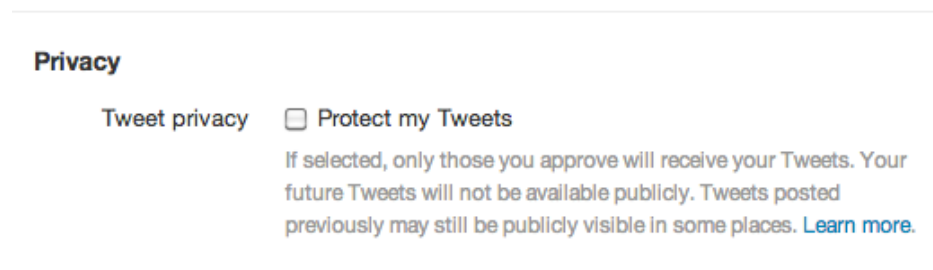 Privacy
Tweet privacy Protect my Tweets
If selected, only those you approve will receive your Tweets. Your
future Tweets will not be available publicly. Tweets posted
previously may still be publicly visible in some places. Learn more.